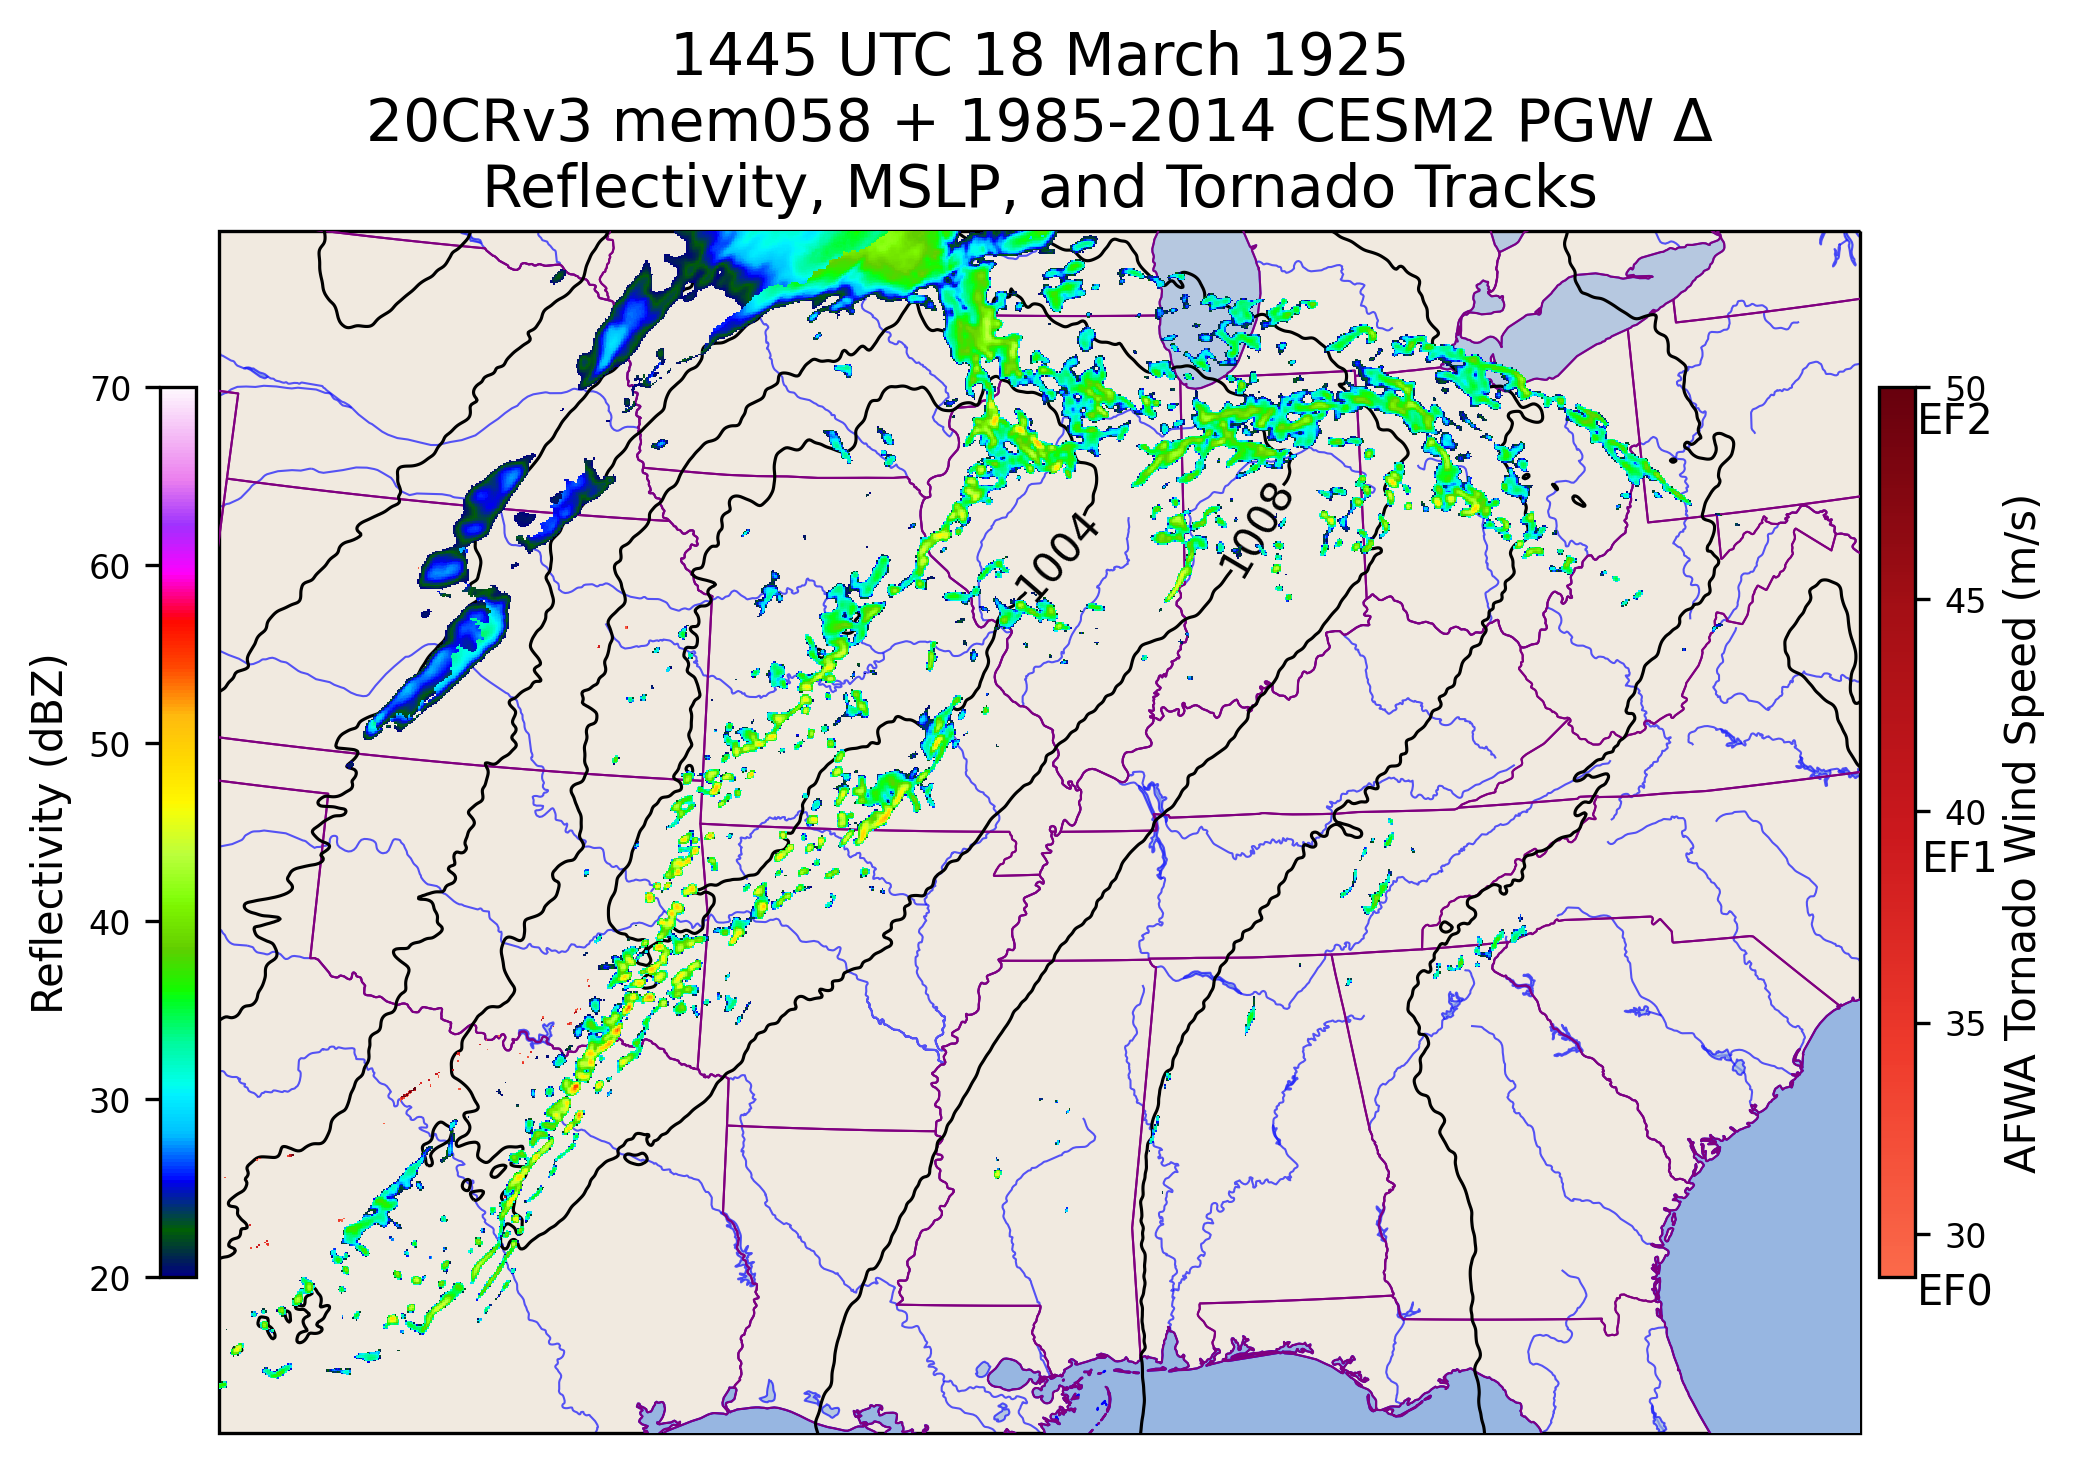 1445 UTC 18 March 1925
20CRv3 mem058 + 1985-2014 CESM2 PGW Δ
Reflectivity, MSLP, and Tornado Tracks
70
60
50
40
30
20
Reflectivity (dBZ)
1004
1008
50
EF2
45
40
EF1
35
30
EF0
AFWA Tornado Wind Speed (m/s)